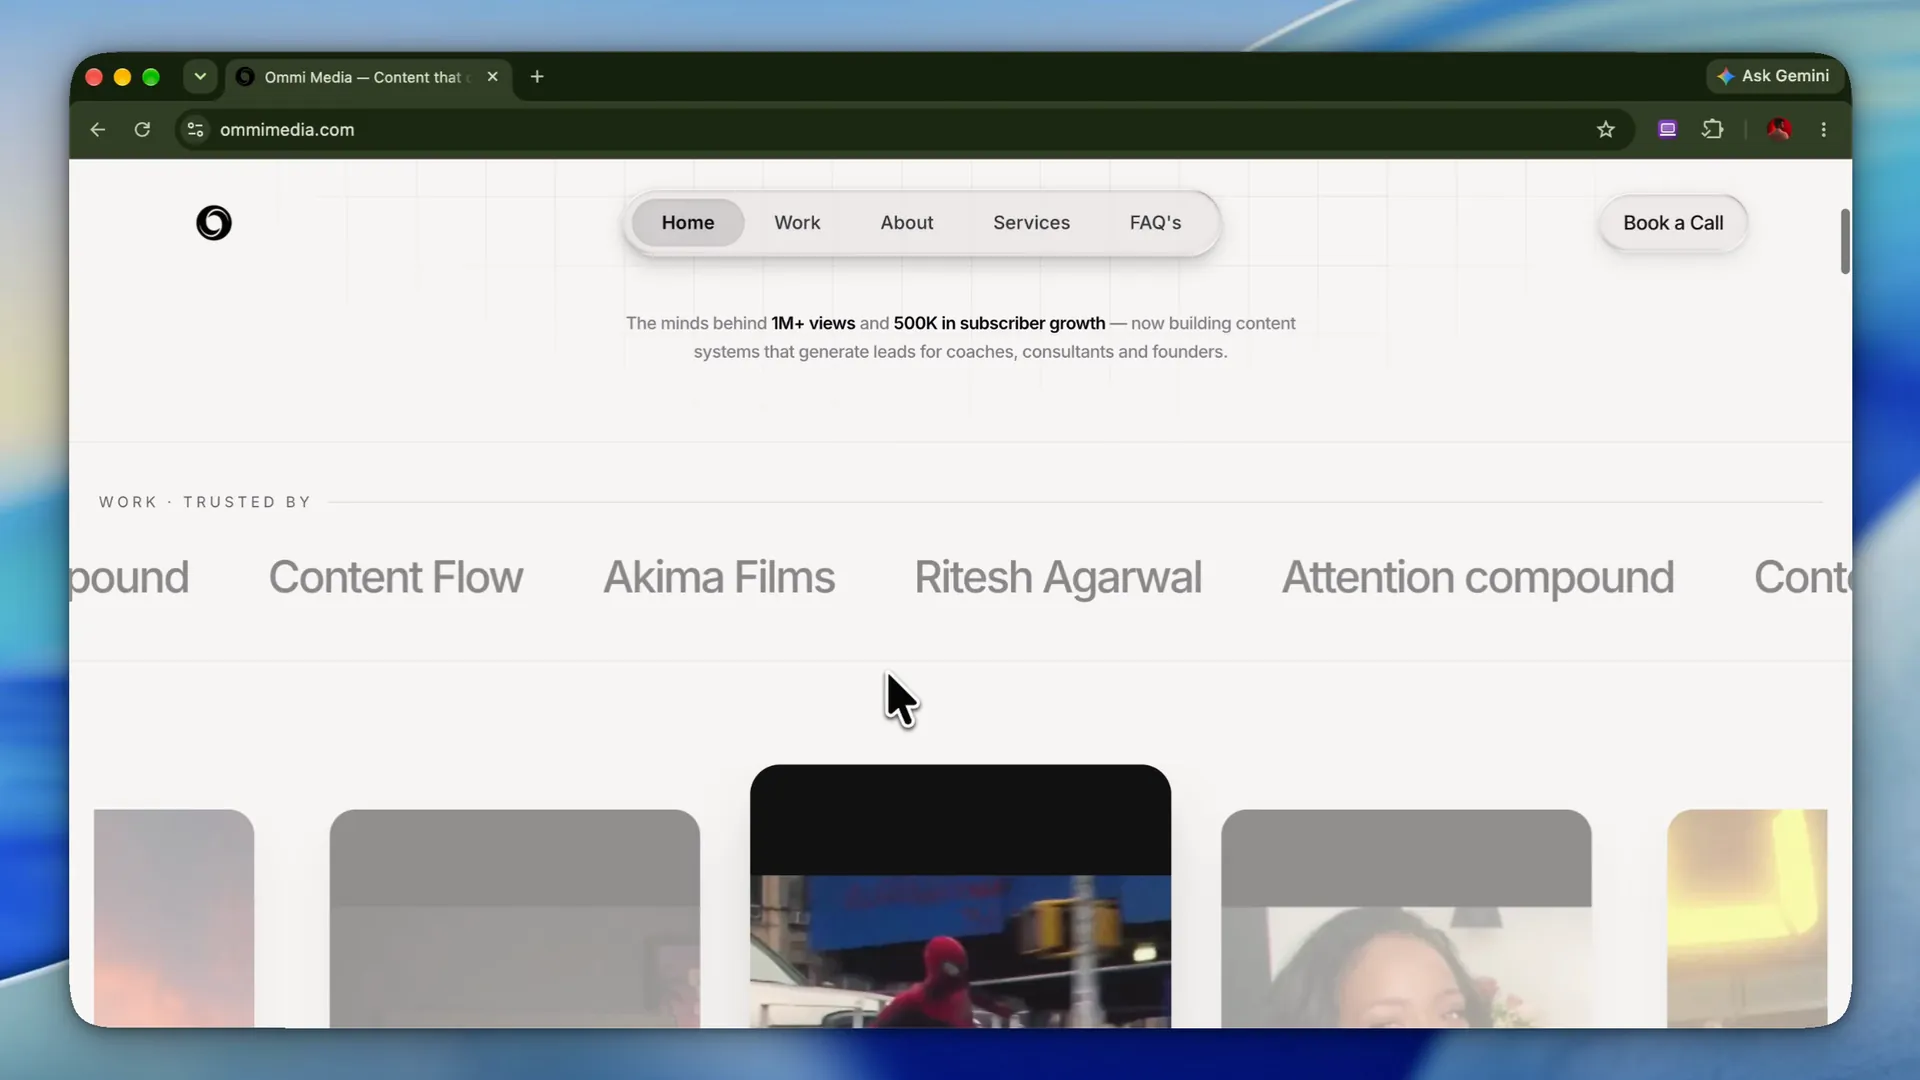 Ommi Media — Content that
Ask Gemini
ommimedia.com
Home
Work
About
Services
FAQ's
Book a Call
The minds behind 1M+ views and 500K in subscriber growth — now building content
systems that generate leads for coaches, consultants and founders.
WORK · TRUSTED BY
pound Content Flow Akima Films Ritesh Agarwal Attention compound Conte